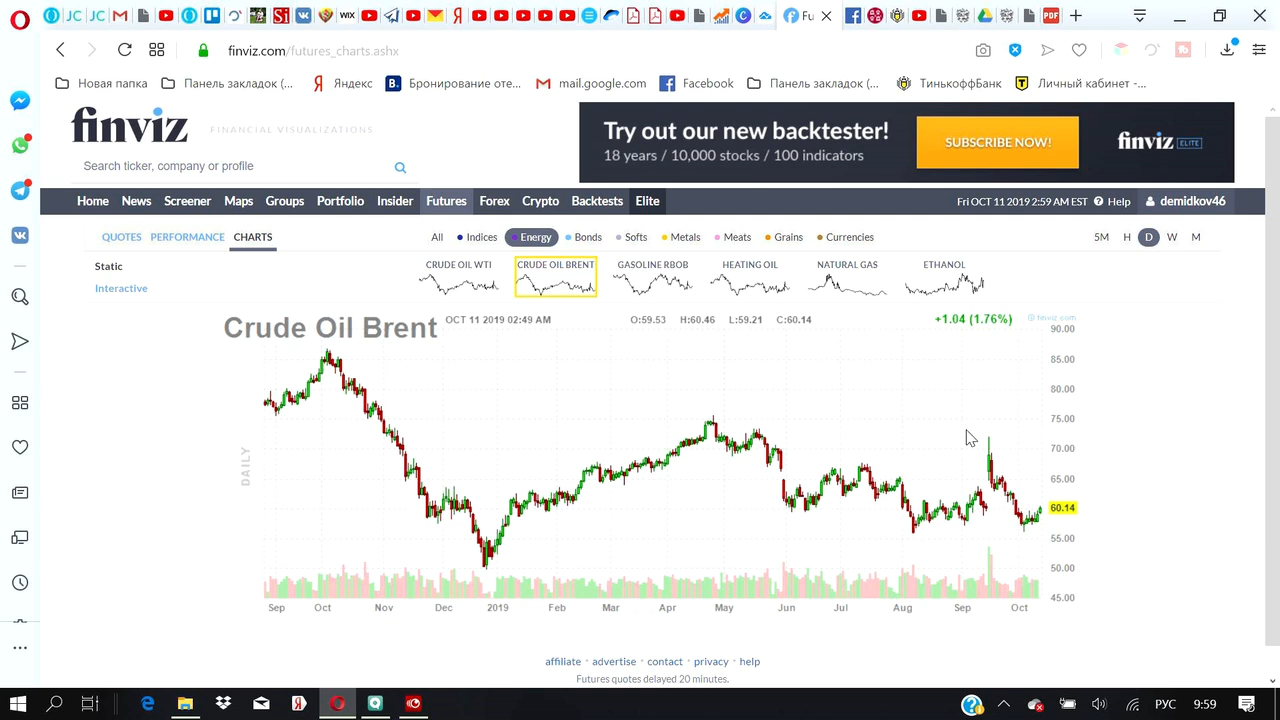 JC
JC
Si
WIX
Я
C
Fu
PDF
finviz.com/futures_charts.ashx
Новая папка
Панель закладок (...
Яндекс
B.
Бронирование оте...
mail.google.com
Facebook
Панель закладок (...
ТинькоффБанк
Личный кабинет -...
finviz
FINANCIAL VISUALIZATIONS
Try out our new backtester!
18 years / 10,000 stocks / 100 indicators
SUBSCRIBE NOW!
finviz ELITE
Search ticker, company or profile
Home News Screener Maps Groups Portfolio Insider Futures Forex Crypto Backtests Elite
Fri OCT 11 2019 2:59 AM EST
Help
demidkov46
QUOTES PERFORMANCE CHARTS
All Indices Energy Bonds Softs Metals Meats Grains Currencies
5M H D W M
Static
Interactive
CRUDE OIL WTI
CRUDE OIL BRENT
GASOLINE RBOB
HEATING OIL
NATURAL GAS
ETHANOL
Crude Oil Brent
OCT 11 2019 02:49 AM
O:59.53 H:60.46 L:59.21 C:60.14
+1.04 (1.76%)
© finviz.com
90.00
85.00
80.00
75.00
70.00
65.00
60.14
55.00
50.00
45.00
DAILY
Sep Oct Nov Dec 2019 Feb Mar Apr May Jun Jul Aug Sep Oct
affiliate · advertise · contact · privacy · help
Futures quotes delayed 20 minutes.
РУС
9:59